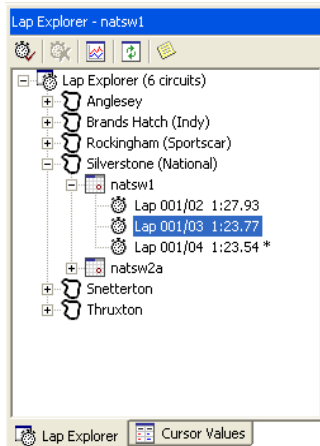 Lap Explorer - natsw1
Lap Explorer (6 circuits)
Anglesey
Brands Hatch (Indy)
Rockingham (Sportscar)
Silverstone (National)
natsw1
Lap 001/02 1:27.93
Lap 001/03 1:23.77
Lap 001/04 1:23.54 *
natsw2a
Snetterton
Thruxton
Lap Explorer Cursor Values